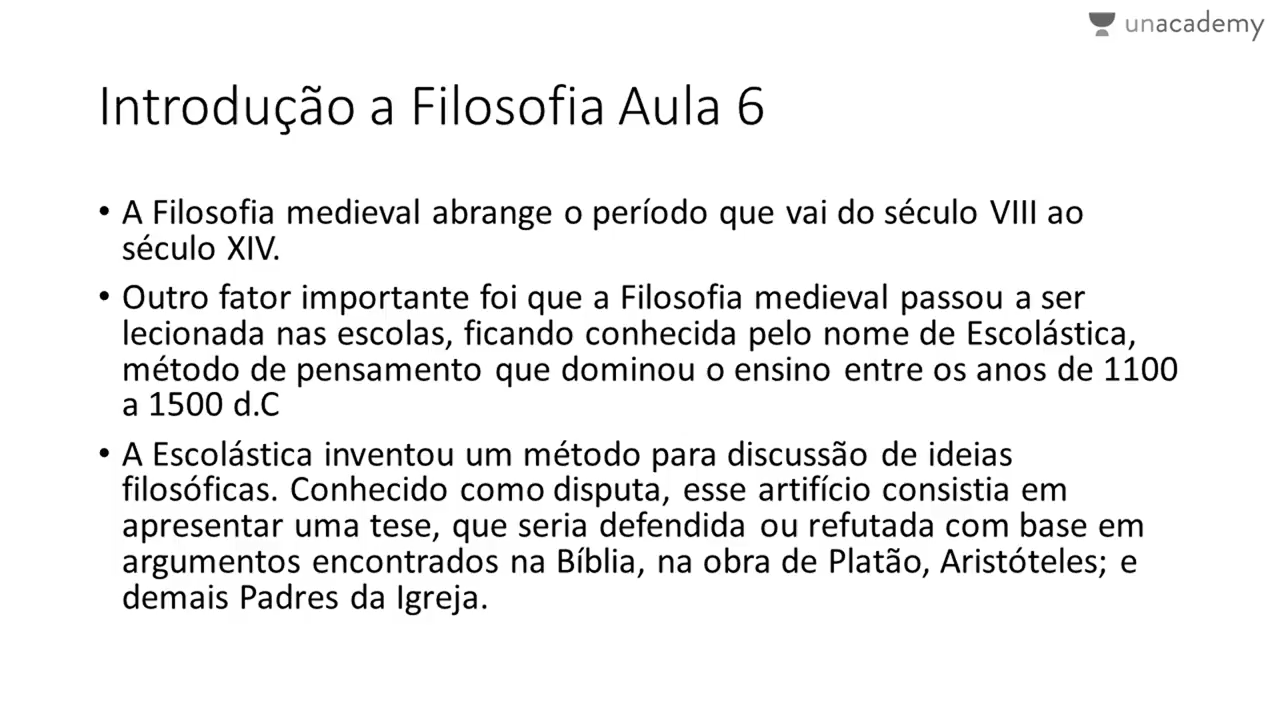 unacademy
Introdução a Filosofia Aula 6
• A Filosofia medieval abrange o período que vai do século VIII ao
século XIV.
• Outro fator importante foi que a Filosofia medieval passou a ser
lecionada nas escolas, ficando conhecida pelo nome de Escolástica,
método de pensamento que dominou o ensino entre os anos de 1100
a 1500 d.C
• A Escolástica inventou um método para discussão de ideias
filosóficas. Conhecido como disputa, esse artifício consistia em
apresentar uma tese, que seria defendida ou refutada com base em
argumentos encontrados na Bíblia, na obra de Platão, Aristóteles; e
demais Padres da Igreja.